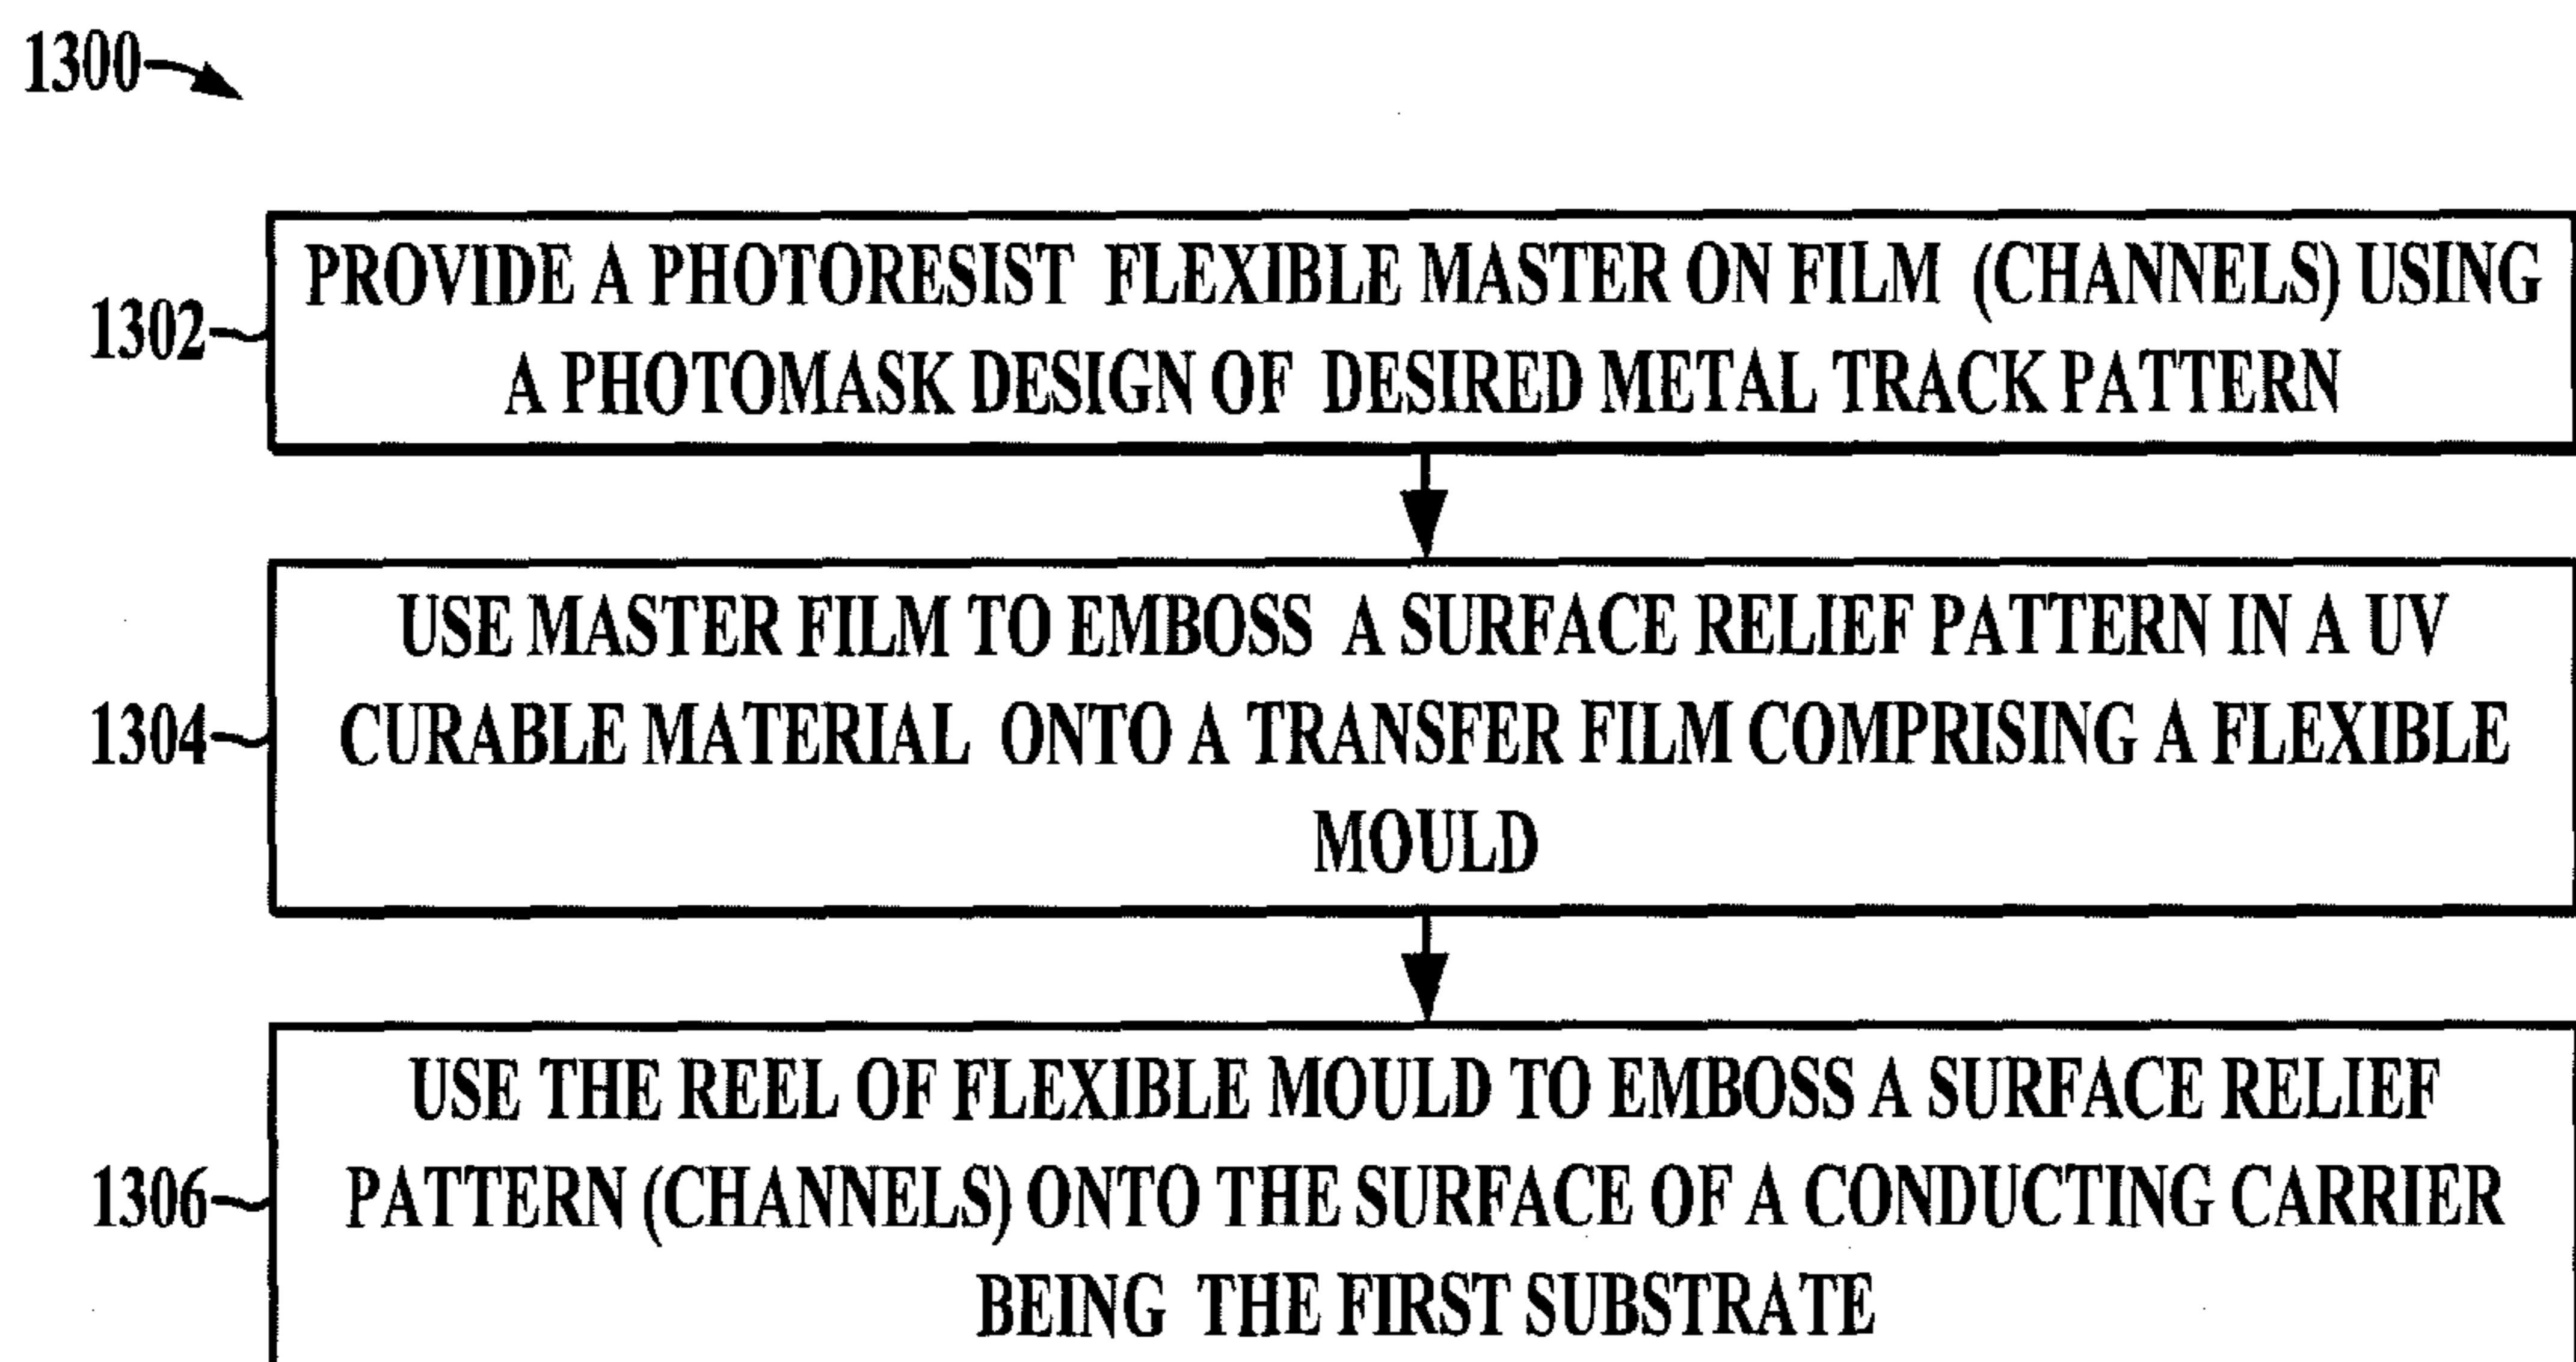 1300
PROVIDE A PHOTORESIST FLEXIBLE MASTER ON FILM (CHANNELS) USING
1302
A PHOTOMASK DESIGN OF DESIRED METAL TRACK PATTERN
USE MASTER FILM TO EMBOSS A SURFACE RELIEF PATTERN IN A UV
1304
CURABLE MATERIAL ONTO A TRANSFER FILM COMPRISING A FLEXIBLE
MOULD
USE THE REEL OF FLEXIBLE MOULD TO EMBOSS A SURFACE RELIEF
1306
PATTERN (CHANNELS) ONTO THE SURFACE OF A CONDUCTING CARRIER
BEING THE FIRST SUBSTRATE